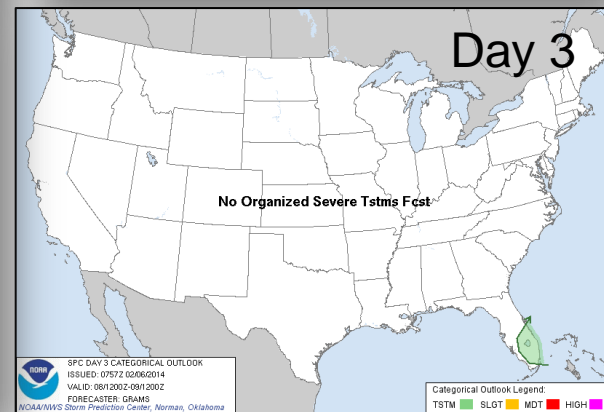 Day 3
No Organized Severe Tstms Fcst
NOAA
SPC DAY 3 CATEGORICAL OUTLOOK
ISSUED: 0757Z 02/06/2014
VALID: 08/1200Z-09/1200Z
FORECASTER: GRAMS
NOAA/NWS Storm Prediction Center, Norman, Oklahoma
Categorical Outlook Legend:
TSTM SLGT MDT HIGH